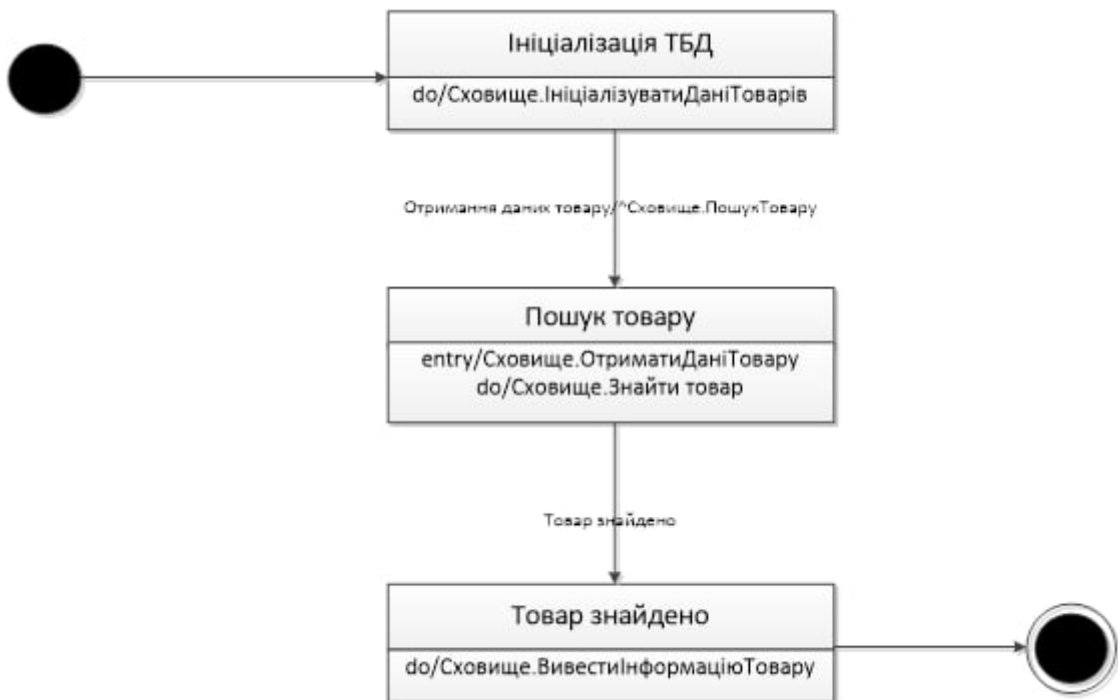 Ініціалізація ТБД
do/Сховище.ІніціалізуватиДаніТоварів
Отримання даних товару/^Сховище.ПошукТовару
Пошук товару
entry/Сховище.ОтриматиДаніТовару
do/Сховище.Знайти товар
Товар знайдено
Товар знайдено
do/Сховище.ВивестиІнформаціюТовару